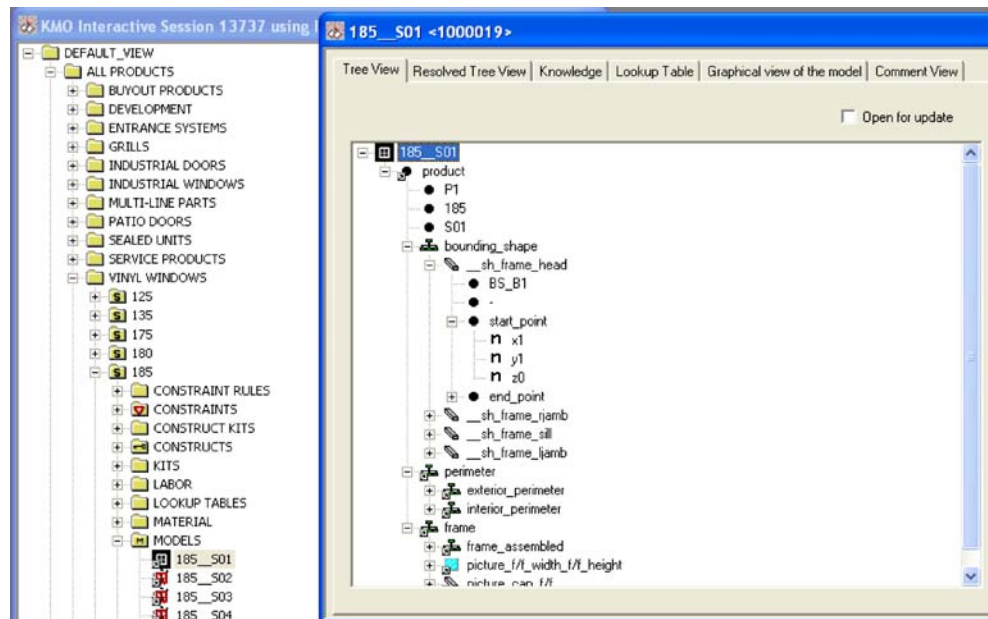 KMO Interactive Session 13737 using
DEFAULT_VIEW
ALL PRODUCTS
BUYOUT PRODUCTS
DEVELOPMENT
ENTRANCE SYSTEMS
GRILLS
INDUSTRIAL DOORS
INDUSTRIAL WINDOWS
MULTI-LINE PARTS
PATIO DOORS
SEALED UNITS
SERVICE PRODUCTS
VINYL WINDOWS
S 125
S 135
S 175
S 180
S 185
CONSTRAINT RULES
CONSTRAINTS
CONSTRUCT KITS
CONSTRUCTS
KITS
LABOR
LOOKUP TABLES
MATERIAL
M MODELS
185__S01
185__S02
185__S03
185__S04
185__S01 <1000019>
Tree View Resolved Tree View Knowledge Lookup Table Graphical view of the model Comment View
Open for update
185__S01
product
P1
185
S01
bounding_shape
__sh_frame_head
BS_B1
-
start_point
n x1
n y1
n z0
end_point
__sh_frame_rjamb
__sh_frame_sill
__sh_frame_ljamb
perimeter
exterior_perimeter
interior_perimeter
frame
frame_assembled
picture_f/f_width_f/f_height
picture_cap_f/f